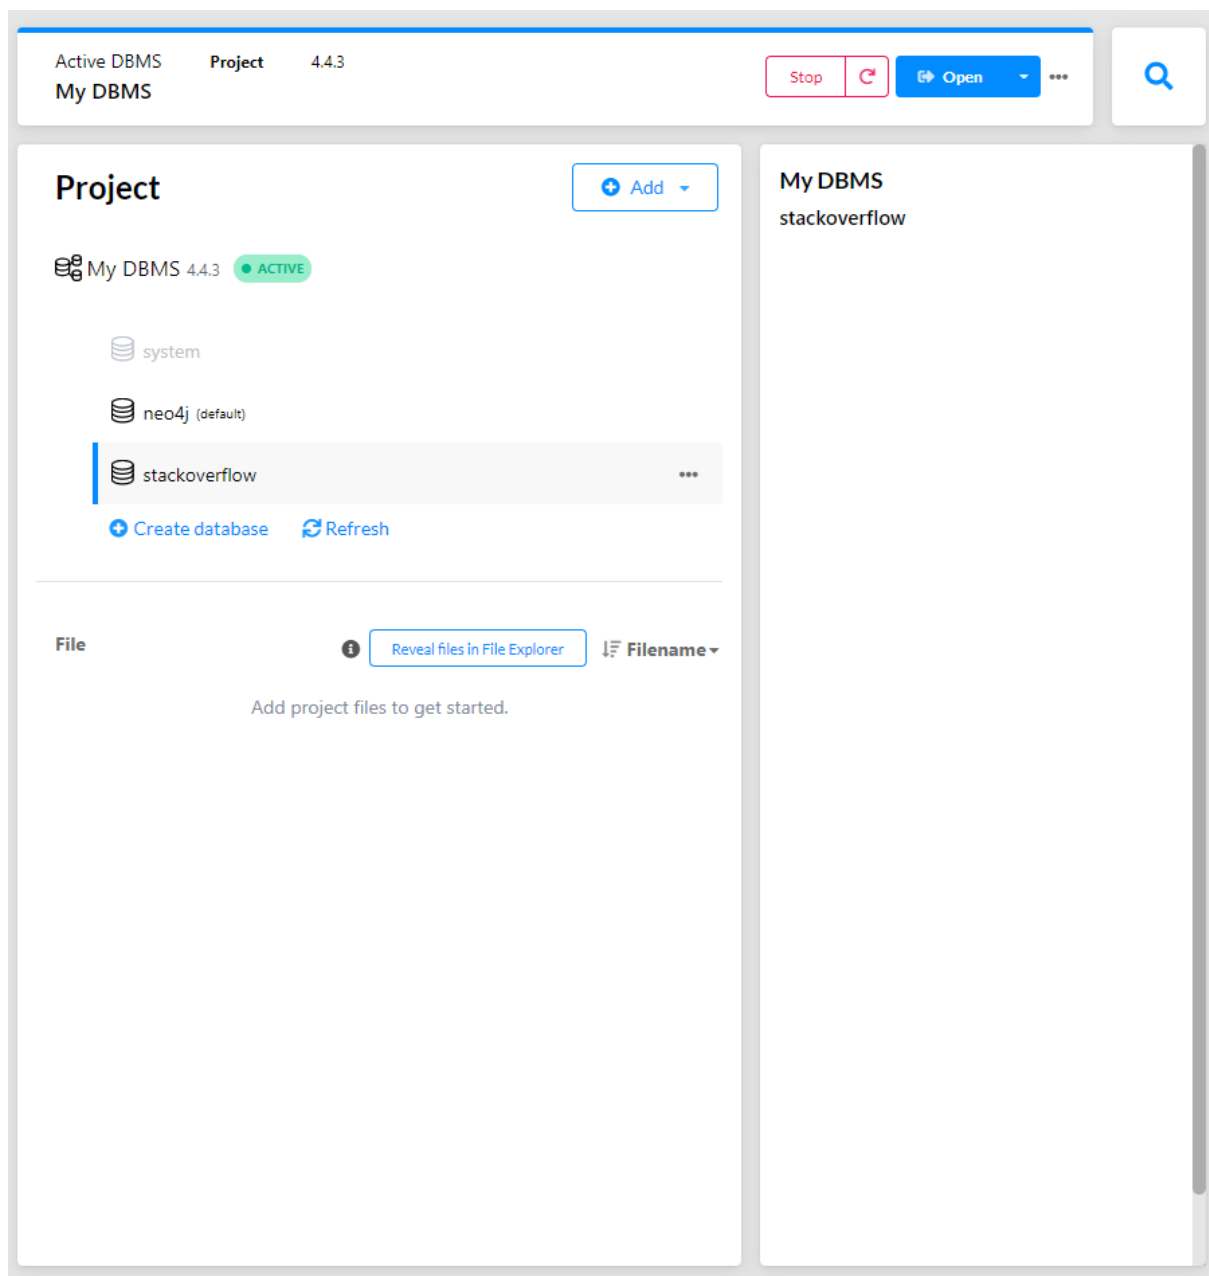 Active DBMS Project 4.4.3
My DBMS
Stop Open
Project
Add
My DBMS 4.4.3 ACTIVE
system
neo4j (default)
stackoverflow
Create database Refresh
File Reveal files in File Explorer Filename
Add project files to get started.
My DBMS
stackoverflow